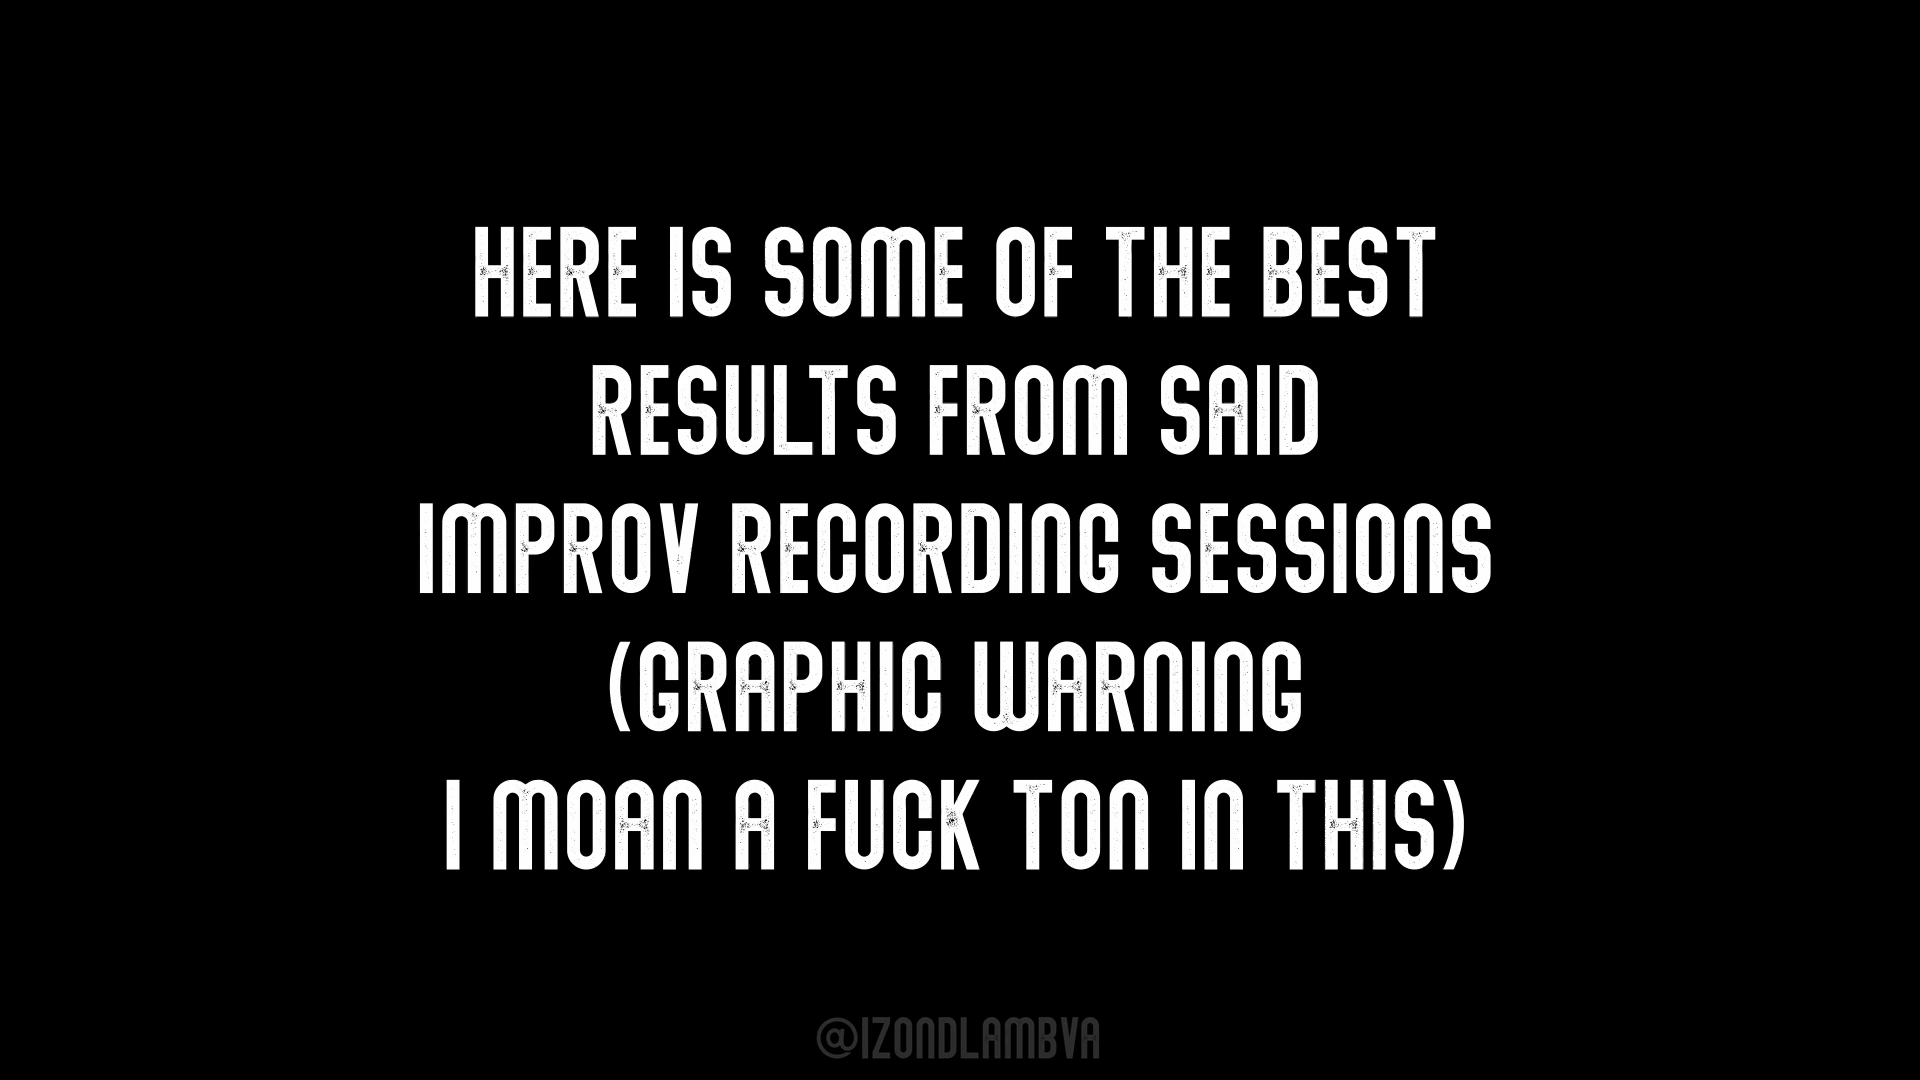 HERE IS SOME OF THE BEST
RESULTS FROM SAID
IMPROV RECORDING SESSIONS
(GRAPHIC WARNING
I MOAN A FUCK TON IN THIS)
@IZONDLAMBVA